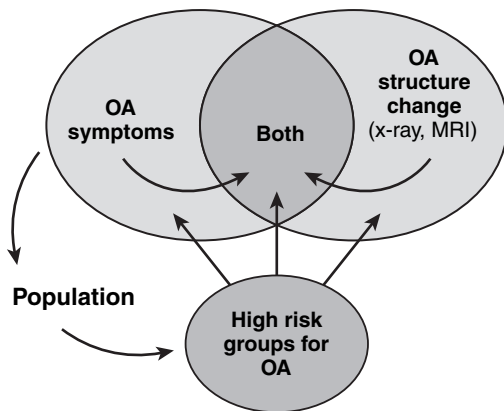 OA
symptoms
Both
OA
structure
change
(x-ray, MRI)
Population
High risk
groups for
OA